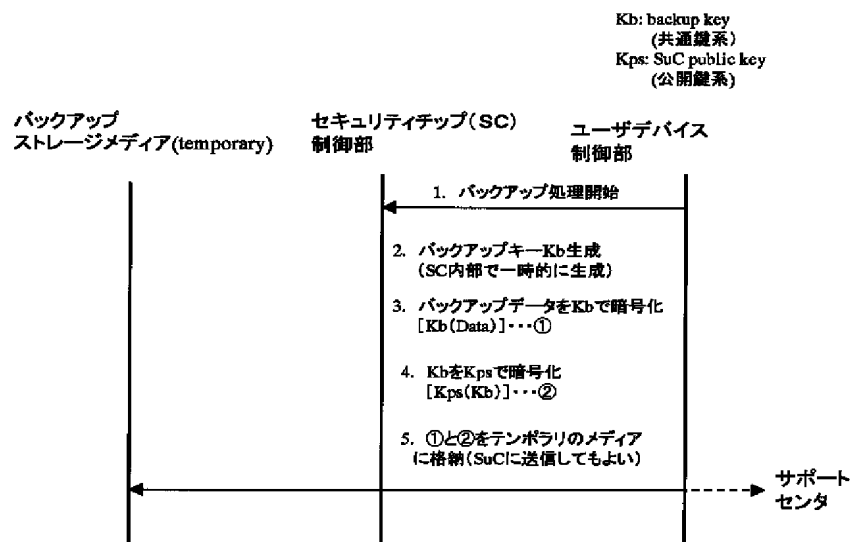 Kb: backup key
(共通鍵系)
Kps: SuC public key
(公開鍵系)
バックアップ
ストレージメディア(temporary)
セキュリティチップ(SC)
制御部
ユーザデバイス
制御部
1. バックアップ処理開始
2. バックアップキーKb生成
(SC内部で一時的に生成)
3. バックアップデータをKbで暗号化
[Kb(Data)]・・・①
4. KbをKpsで暗号化
[Kps(Kb)]・・・②
5. ①と②をテンポラリのメディア
に格納(SuCに送信してもよい)
サポート
センタ